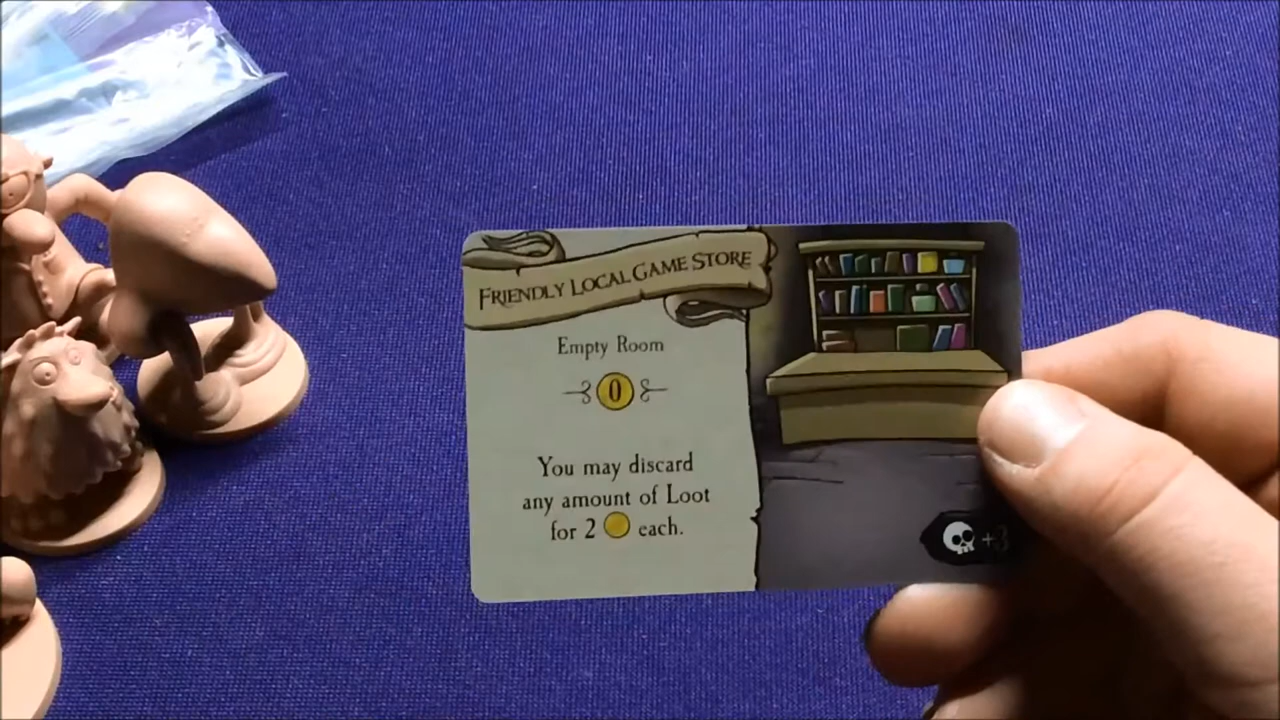 FRIENDLY LOCAL GAME STORE
Empty Room
0
You may discard
any amount of Loot
for 2 each.
+3